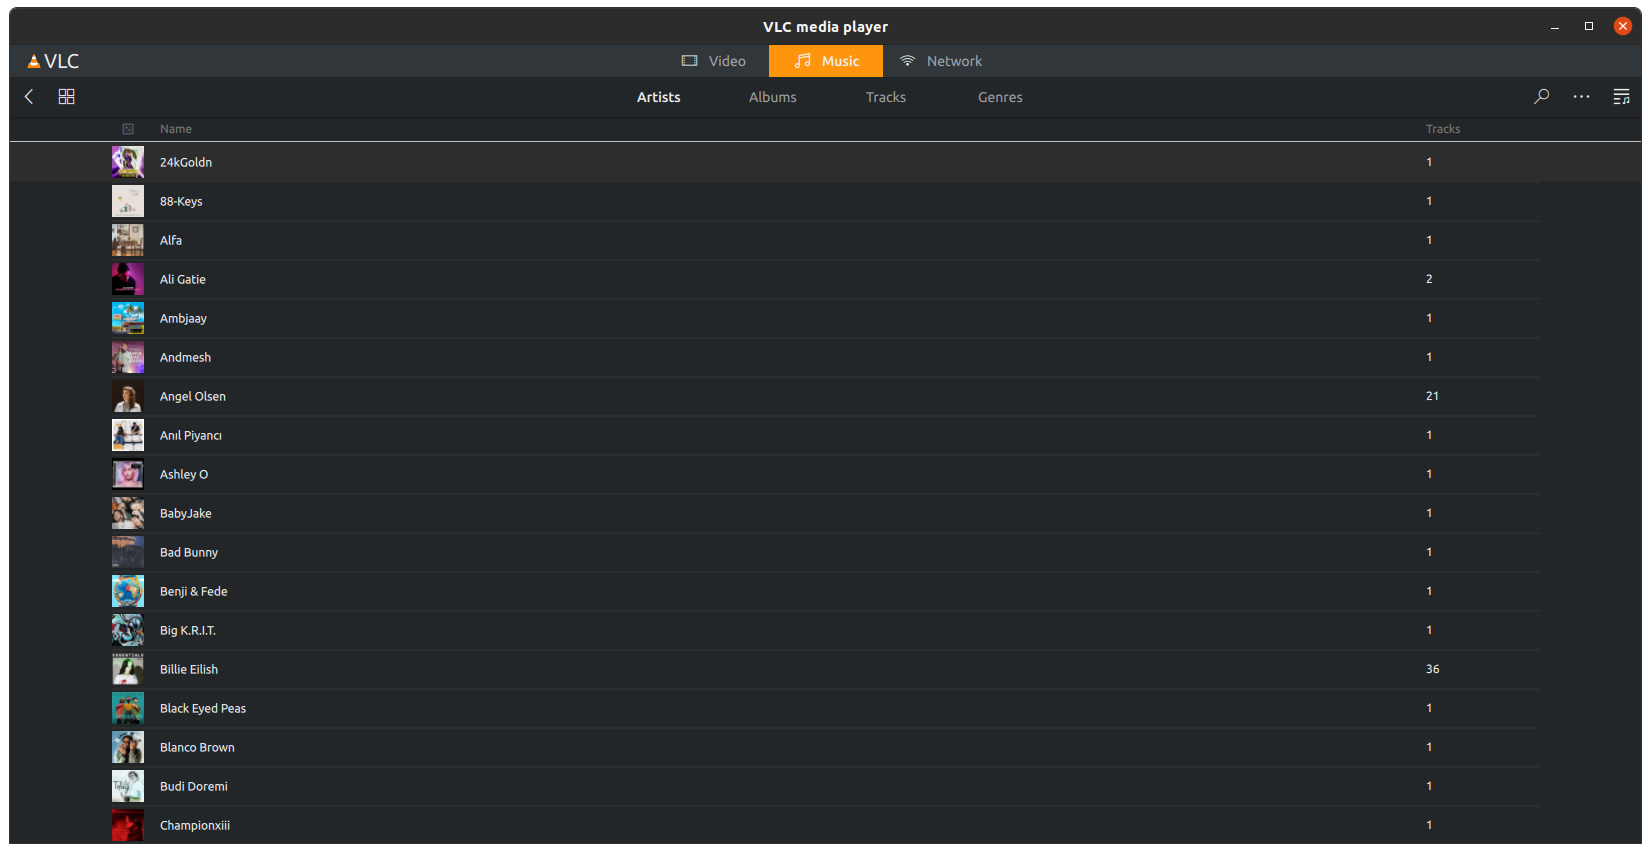 VLC media player
VLC
Video Music Network
Artists Albums Tracks Genres
Name Tracks
24kGoldn 1
88-Keys 1
Alfa 1
Ali Gatie 2
Ambjaay 1
Andmesh 1
Angel Olsen 21
Anıl Piyancı 1
Ashley O 1
BabyJake 1
Bad Bunny 1
Benji & Fede 1
Big K.R.I.T. 1
ESSENTIALS
Billie Eilish 36
Black Eyed Peas 1
Blanco Brown 1
Budi Doremi 1
Championxiii 1